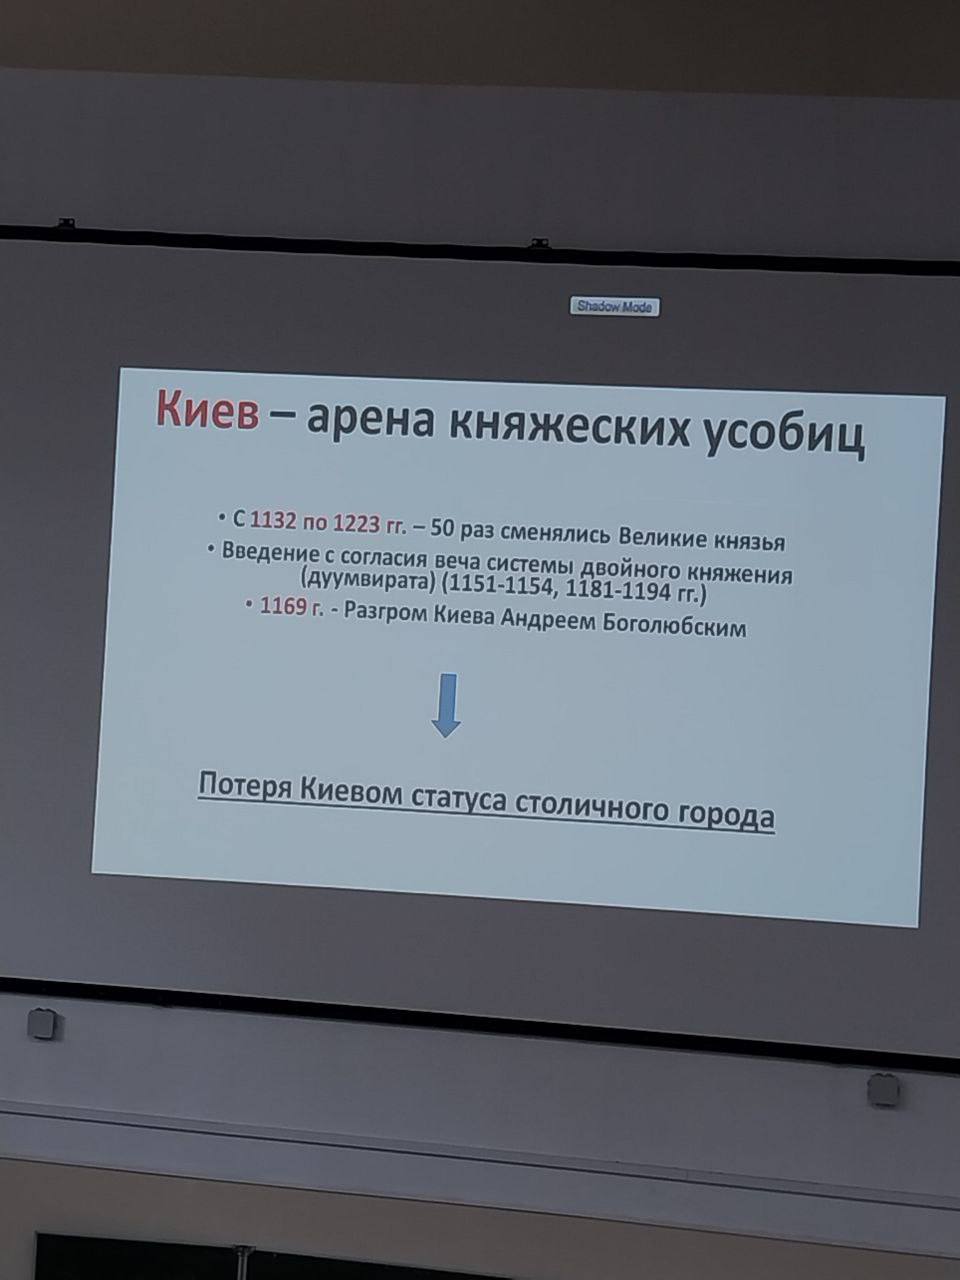 Shadow Mode
Киев – арена княжеских усобиц
• С 1132 по 1223 гг. – 50 раз сменялись Великие князья
• Введение с согласия веча системы двойного княжения
(дуумвирата) (1151-1154, 1181-1194 гг.)
• 1169 г. - Разгром Киева Андреем Боголюбским
Потеря Киевом статуса столичного города